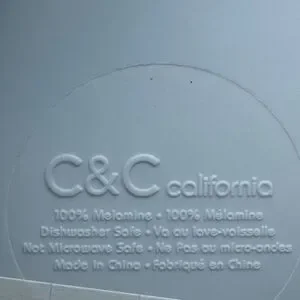 C&C california
100% Melamine • 100% Mélamine
Dishwasher Safe • Va au lave-vaisselle
Not Microwave Safe • Ne Pas au micro-ondes
Made in China • Fabriqué en Chine